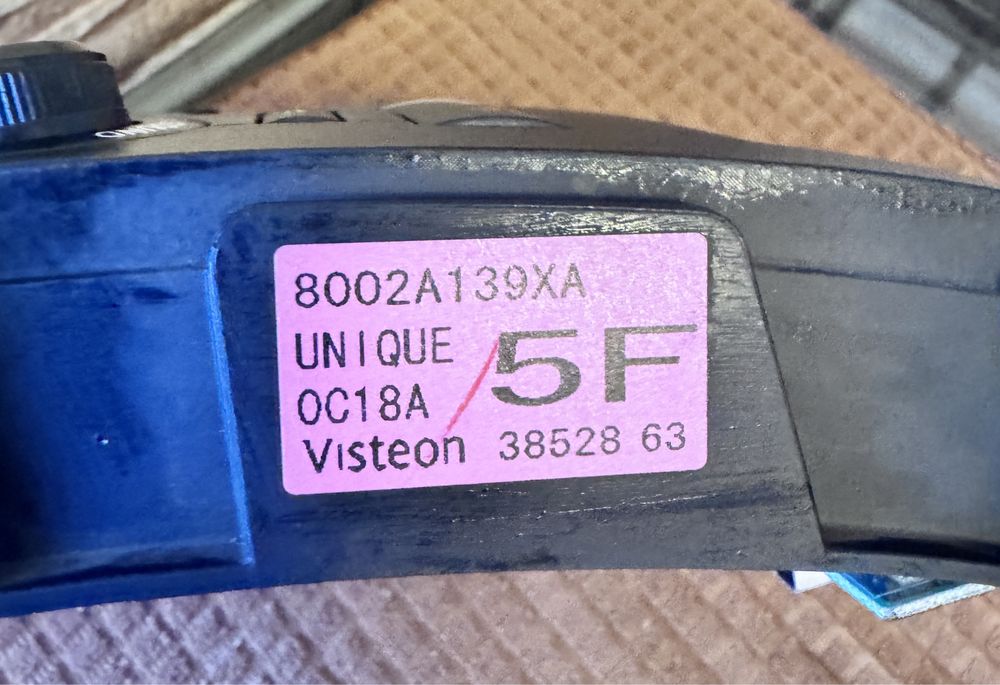 8002A139XA
UNIQUE
0C18A
5F
Visteon 38528 63